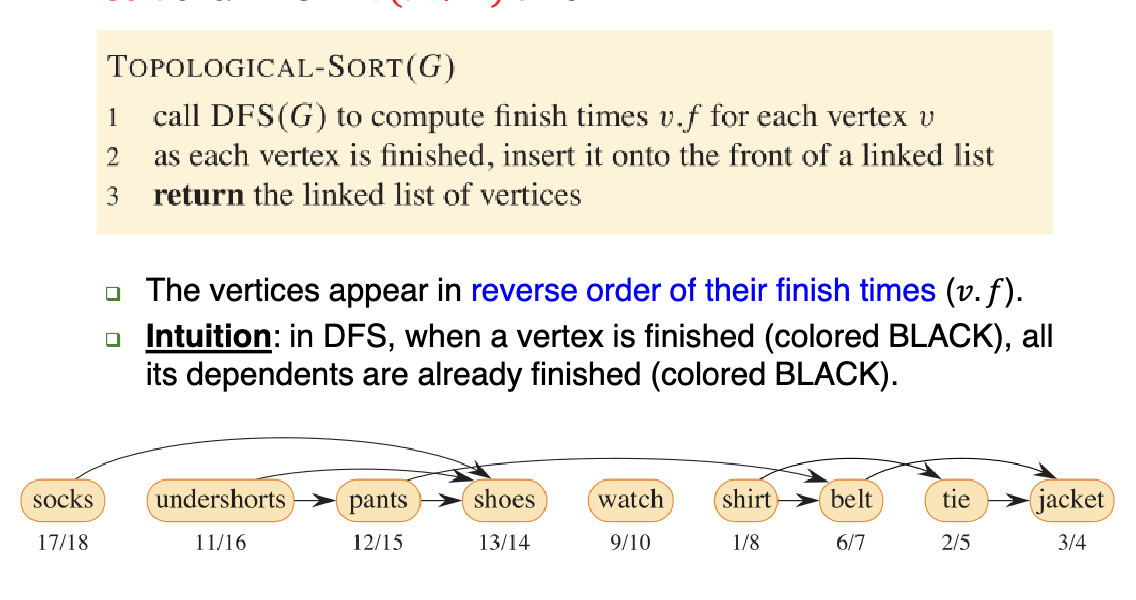 TOPOLOGICAL-SORT(G)
1 call DFS(G) to compute finish times v.f for each vertex v
2 as each vertex is finished, insert it onto the front of a linked list
3 return the linked list of vertices
The vertices appear in reverse order of their finish times (v.f).
Intuition: in DFS, when a vertex is finished (colored BLACK), all
its dependents are already finished (colored BLACK).
socks undershorts pants shoes watch shirt belt tie jacket
17/18 11/16 12/15 13/14 9/10 1/8 6/7 2/5 3/4